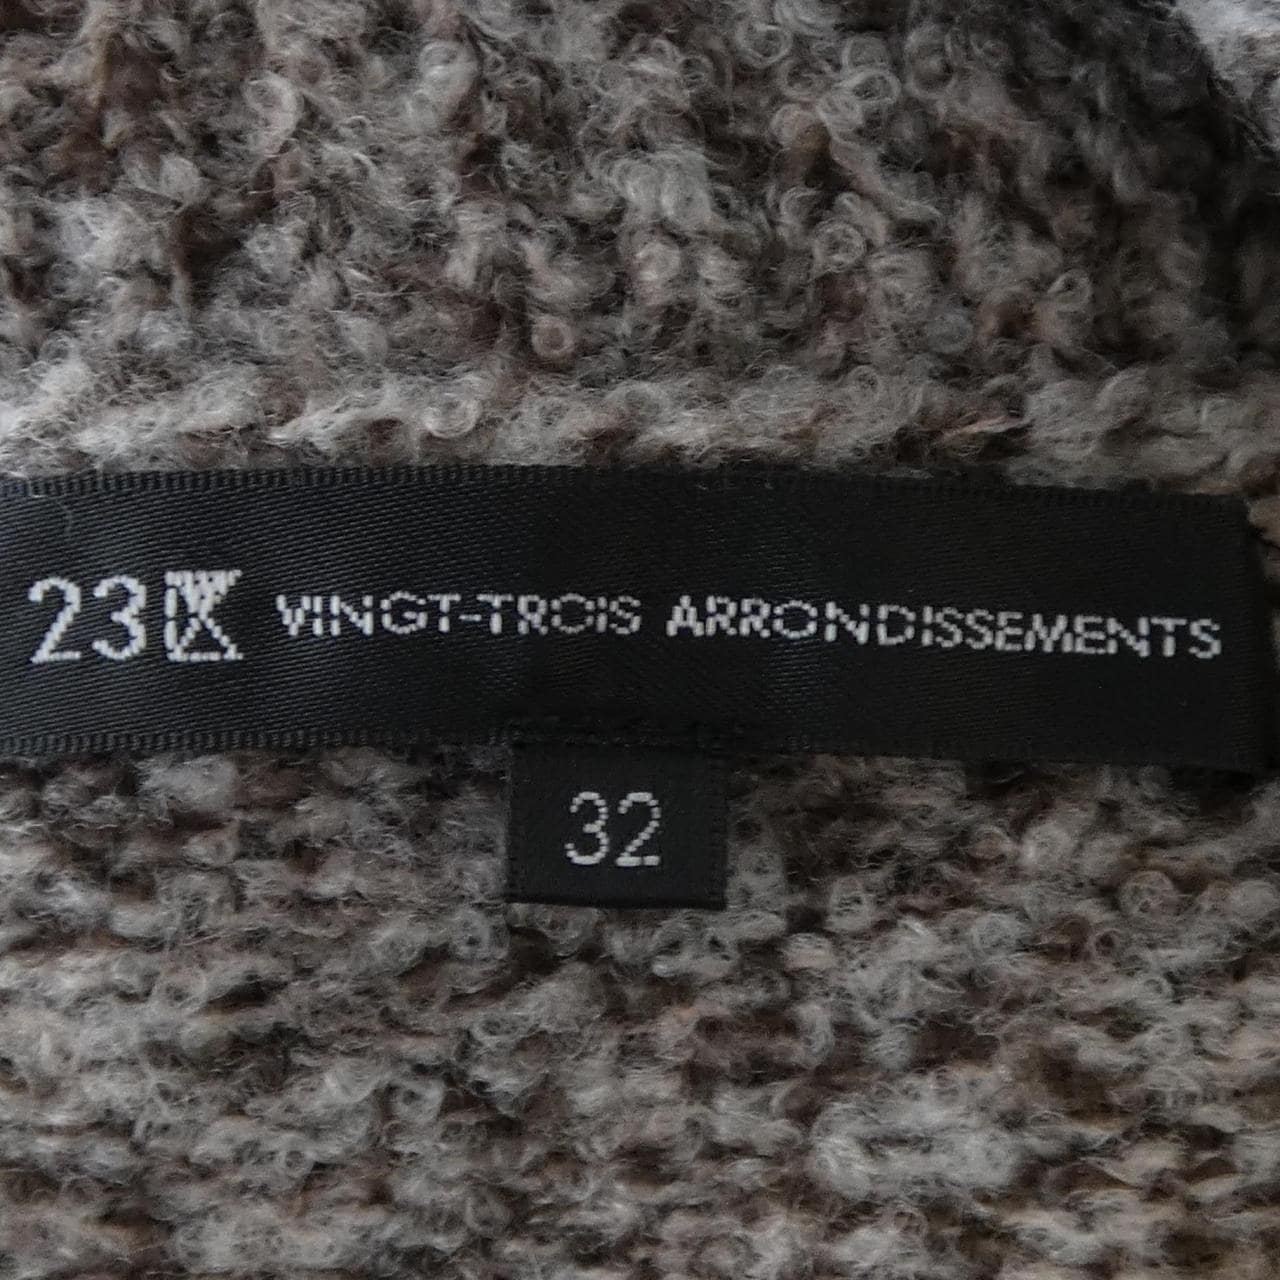 23区 VINGT-TROIS ARRONDISSEMENTS
32